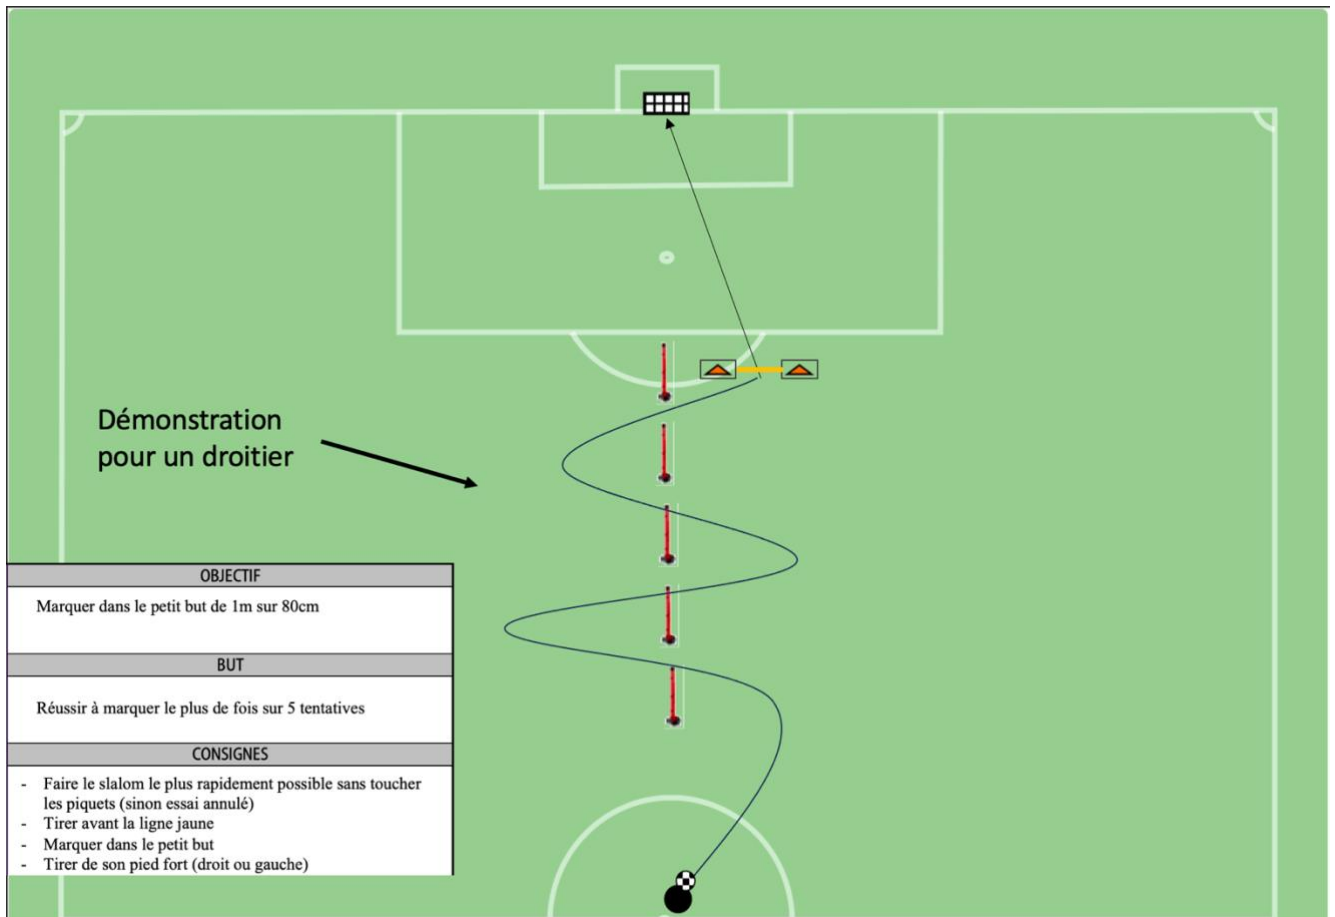 Démonstration
pour un droitier
OBJECTIF
Marquer dans le petit but de 1m sur 80cm
BUT
Réussir à marquer le plus de fois sur 5 tentatives
CONSIGNES
- Faire le slalom le plus rapidement possible sans toucher
les piquets (sinon essai annulé)
- Tirer avant la ligne jaune
- Marquer dans le petit but
- Tirer de son pied fort (droit ou gauche)